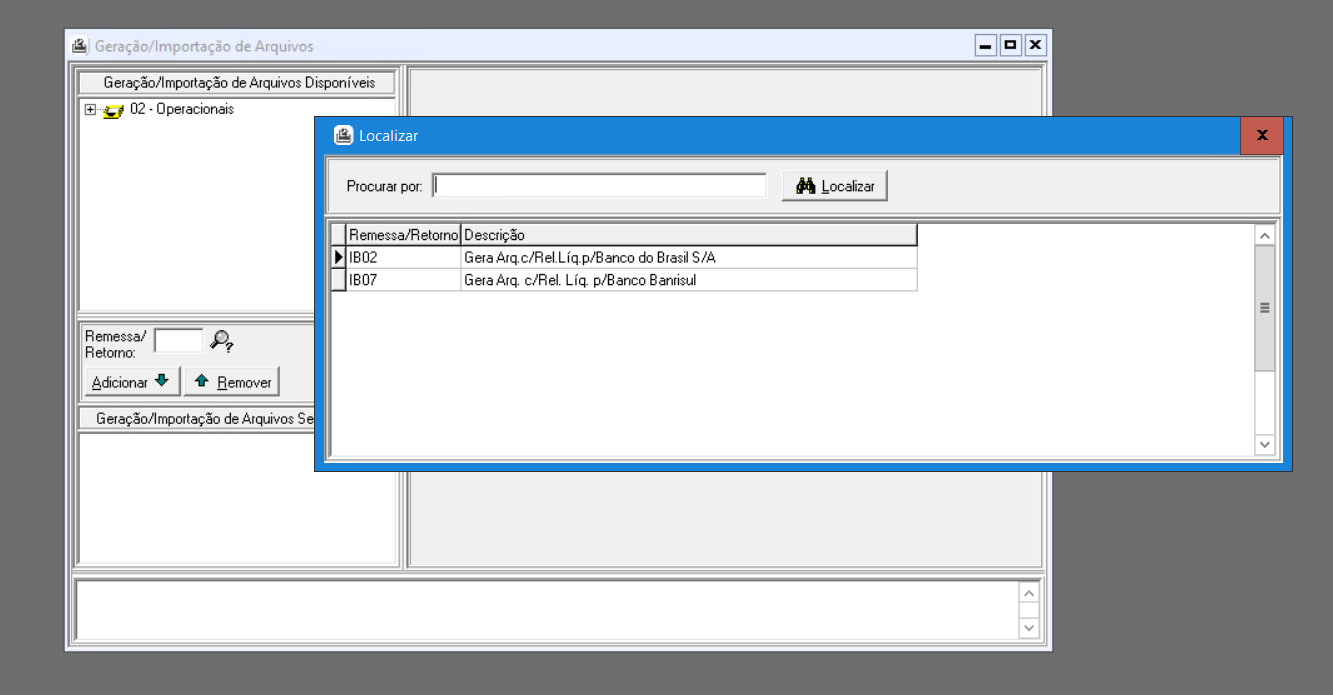 Geração/Importação de Arquivos
Geração/Importação de Arquivos Disponíveis
02 - Operacionais
Localizar
Procurar por:
Localizar
Remessa/Retorno Descrição
IB02 Gera Arq.c/Rel.Líq.p/Banco do Brasil S/A
IB07 Gera Arq. c/Rel. Líq. p/Banco Banrisul
Remessa/
Retorno:
Adicionar Remover
Geração/Importação de Arquivos Se